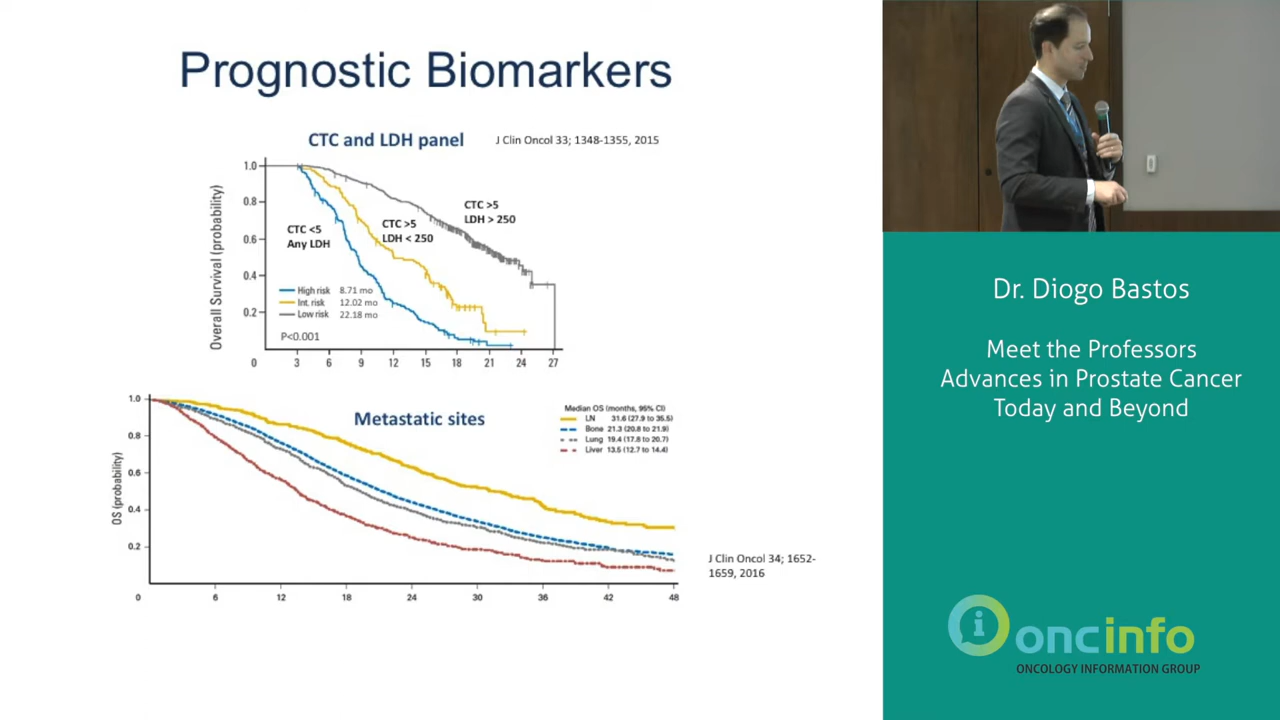 Prognostic Biomarkers
CTC and LDH panel
J Clin Oncol 33; 1348-1355, 2015
Overall Survival (probability)
1.0
0.8
0.6
0.4
0.2
CTC <5
Any LDH
CTC >5
LDH < 250
CTC >5
LDH > 250
High risk 8.71 mo
Int. risk 12.02 mo
Low risk 22.18 mo
P<0.001
0 3 6 9 12 15 18 21 24 27
Metastatic sites
OS (probability)
1.0
0.8
0.6
0.4
0.2
Median OS (months, 95% CI)
LN 31.6 (27.9 to 35.5)
Bone 21.3 (20.8 to 21.9)
Lung 19.4 (17.8 to 20.7)
Liver 13.5 (12.7 to 14.4)
0 6 12 18 24 30 36 42 48
J Clin Oncol 34; 1652-
1659, 2016
Dr. Diogo Bastos
Meet the Professors
Advances in Prostate Cancer
Today and Beyond
i
oncinfo
ONCOLOGY INFORMATION GROUP